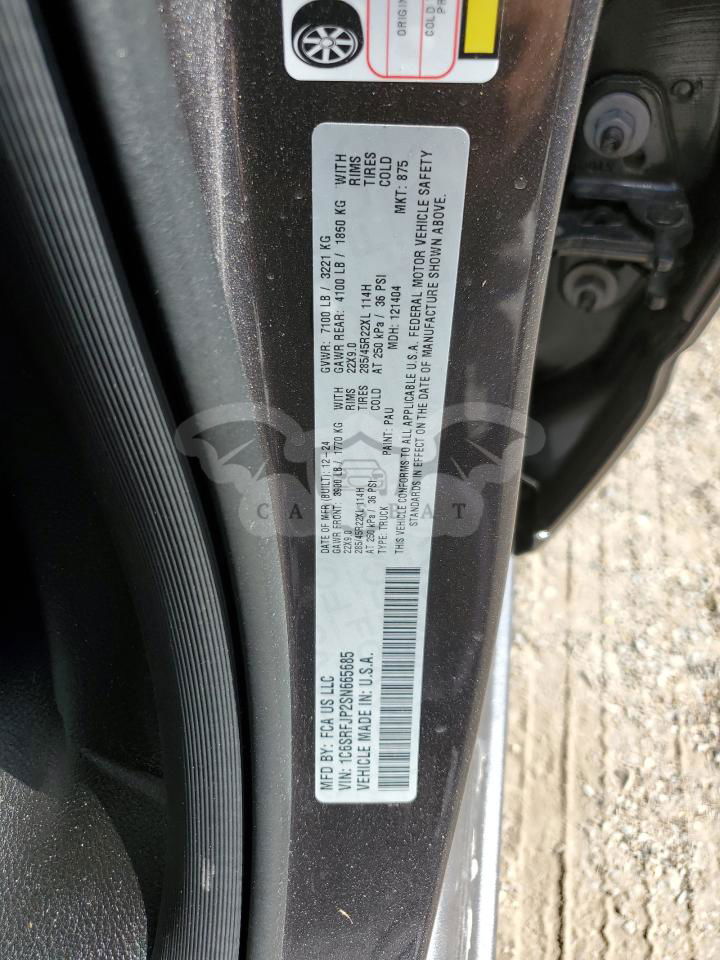 ORIGIN
COLD
PR
MFD BY: FCA US LLC
VIN: 1C6SRFJP2SN665685
VEHICLE MADE IN: U.S.A.
DATE OF MFR (BUILT): 12-24
GVWR: 7100 LB / 3221 KG
GAWR FRONT: 3900 LB / 1770 KG WITH
22X9.0 RIMS
285/45R22XL 114H TIRES
AT 250 kPa / 36 PSI COLD
GAWR REAR: 4100 LB / 1850 KG WITH
22X9.0 RIMS
285/45R22XL 114H TIRES
AT 250 kPa / 36 PSI COLD
TYPE: TRUCK PAINT: PAU MDH: 121404 MKT: 875
THIS VEHICLE CONFORMS TO ALL APPLICABLE U.S.A. FEDERAL MOTOR VEHICLE SAFETY
STANDARDS IN EFFECT ON THE DATE OF MANUFACTURE SHOWN ABOVE.